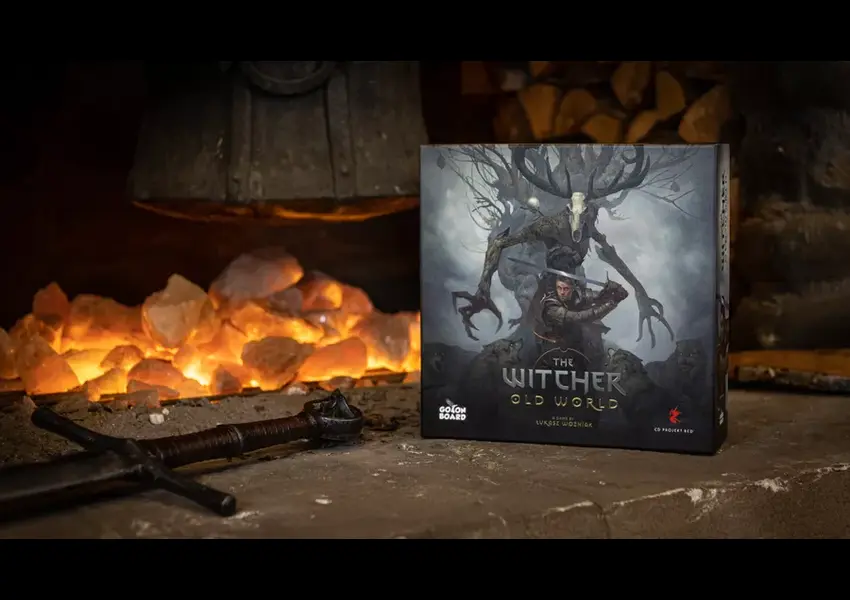 THE
WITCHER
OLD WORLD
A GAME BY
ŁUKASZ WOŹNIAK
GO ON
BOARD
CD PROJEKT RED